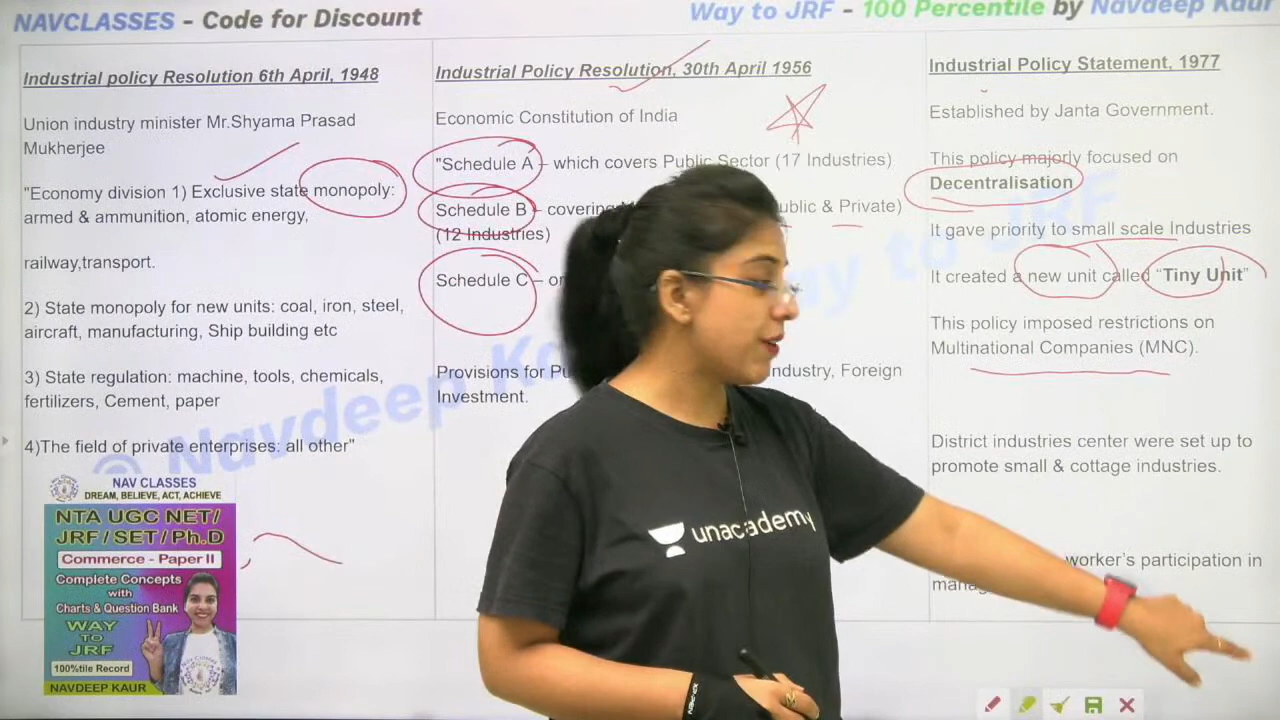 NAVCLASSES - Code for Discount
Way to JRF - 100 Percentile by Navdeep Kaur
Industrial policy Resolution 6th April, 1948
Union industry minister Mr.Shyama Prasad
Mukherjee
"Economy division 1) Exclusive state monopoly:
armed & ammunition, atomic energy,
railway,transport.
2) State monopoly for new units: coal, iron, steel,
aircraft, manufacturing, Ship building etc
3) State regulation: machine, tools, chemicals,
fertilizers, Cement, paper
4)The field of private enterprises: all other"
Industrial Policy Resolution, 30th April 1956
Economic Constitution of India
"Schedule A – which covers Public Sector (17 Industries)
Schedule B – covering & Private)
(12 Industries)
Schedule C–
Provisions for Industry, Foreign
Investment.
Industrial Policy Statement, 1977
Established by Janta Government.
This policy majorly focused on
Decentralisation
It gave priority to small scale Industries
It created a new unit called “Tiny Unit”
This policy imposed restrictions on
Multinational Companies (MNC).
District industries center were set up to
promote small & cottage industries.
worker’s participation in
© Navdeep Way to JRF
NAV CLASSES
DREAM, BELIEVE, ACT, ACHIEVE
NTA UGC NET/
JRF/SET/Ph.D
Commerce - Paper II
Complete Concepts
with
Charts & Question Bank
WAY
TO
JRF
100%tile Record
NAVDEEP KAUR
unacademy